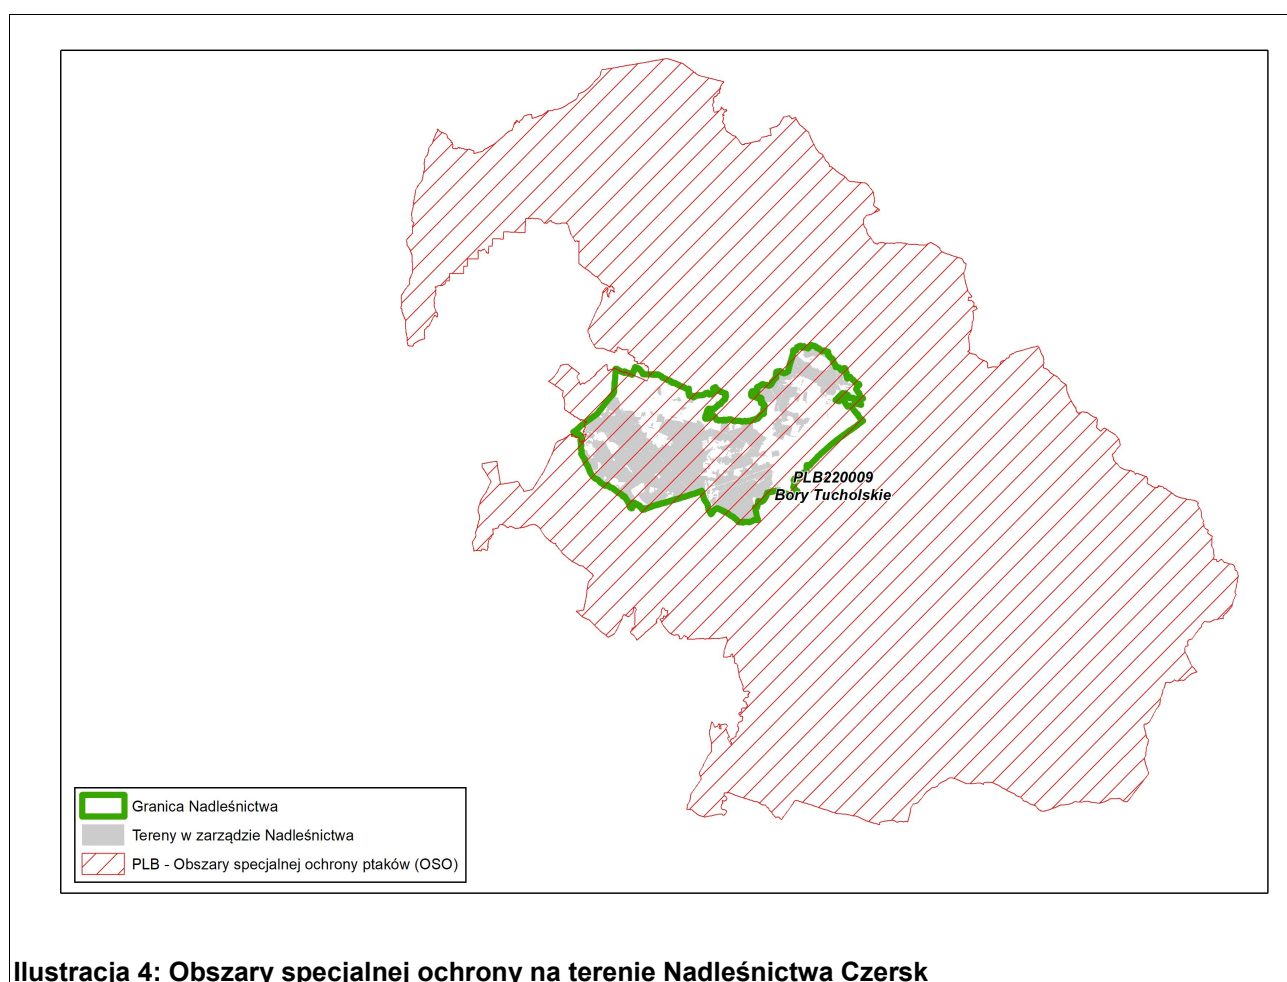 PLB220009
Bory Tucholskie
Granica Nadleśnictwa
Tereny w zarządzie Nadleśnictwa
PLB - Obszary specjalnej ochrony ptaków (OSO)
Ilustracja 4: Obszary specjalnej ochrony na terenie Nadleśnictwa Czersk